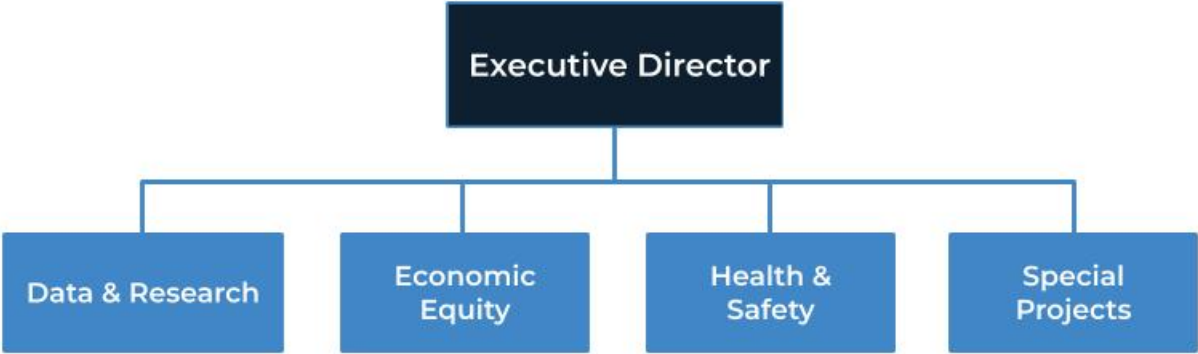 Executive Director
Data & Research
Economic
Equity
Health &
Safety
Special
Projects